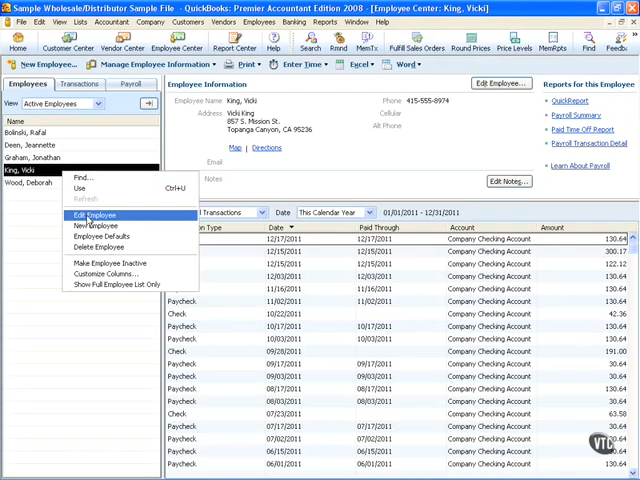 Sample Wholesale/Distributor Sample File - QuickBooks: Premier Accountant Edition 2008 - [Employee Center: King, Vicki]
File Edit View Lists Accountant Company Customers Vendors Employees Banking Reports Window Help
Home Customer Center Vendor Center Employee Center Report Center Search Rmind MemTx Fulfill Sales Orders Round Prices Price Levels MemRpts Find
New Employee... Manage Employee Information Print Enter Time Excel Word
Employees Transactions Payroll
View Active Employees
Name
Bolinski, Rafal
Deen, Jeannette
Graham, Jonathan
King, Vicki
Wood, Deborah
Find...
Use Ctrl+U
Refresh
Edit Employee
New Employee
Employee Defaults
Delete Employee
Make Employee Inactive
Customize Columns...
Show Full Employee List Only
Employee Information
Edit Employee...
Employee Name King, Vicki
Phone 415-555-8974
Address Vicki King
Cellular
857 S. Mission St.
Alt Phone
Topanga Canyon, CA 95236
Map Directions
Email
Notes
Edit Notes...
Reports for this Employee
QuickReport
Payroll Summary
Paid Time Off Report
Payroll Transaction Detail
Learn About Payroll
l Transactions Date This Calendar Year 01/01/2011 - 12/31/2011
tion Type Date Paid Through Account Amount
12/17/2011 12/17/2011 Company Checking Account 130.64
12/15/2011 12/15/2011 Company Checking Account 300.17
12/15/2011 12/15/2011 Company Checking Account 122.12
12/03/2011 12/03/2011 Company Checking Account 130.64
11/16/2011 11/16/2011 Company Checking Account 130.64
Paycheck 11/02/2011 11/02/2011 Company Checking Account 130.64
Check 10/22/2011 Company Checking Account 42.36
Paycheck 10/17/2011 10/17/2011 Company Checking Account 130.64
Paycheck 10/03/2011 10/03/2011 Company Checking Account 130.64
Check 09/28/2011 Company Checking Account 191.00
Paycheck 09/17/2011 09/17/2011 Company Checking Account 30.64
Paycheck 09/03/2011 09/03/2011 Company Checking Account 30.64
Paycheck 08/17/2011 08/17/2011 Company Checking Account 130.64
Paycheck 08/03/2011 08/03/2011 Company Checking Account 130.64
Check 07/23/2011 Company Checking Account 63.58
Paycheck 07/17/2011 07/17/2011 Company Checking Account 130.64
Paycheck 07/03/2011 07/03/2011 Company Checking Account
Paycheck 06/15/2011 06/15/2011 Company Checking Account 130.64
Paycheck 06/01/2011 06/01/2011 Company Checking Account 130.64
VTC